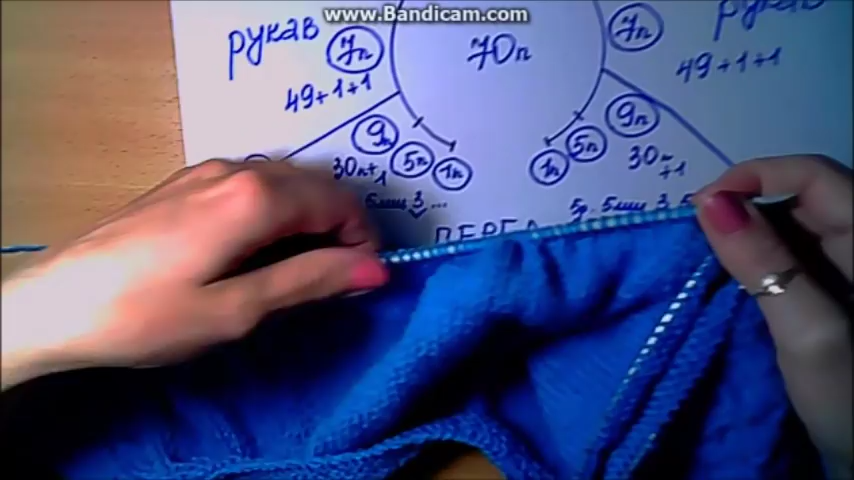 www.Bandicam.com
рукав
рукав
7п
70п
7п
49+1+1
49+1+1
9п
9п
5п
5п
1п
1п
30п+1
30п+1